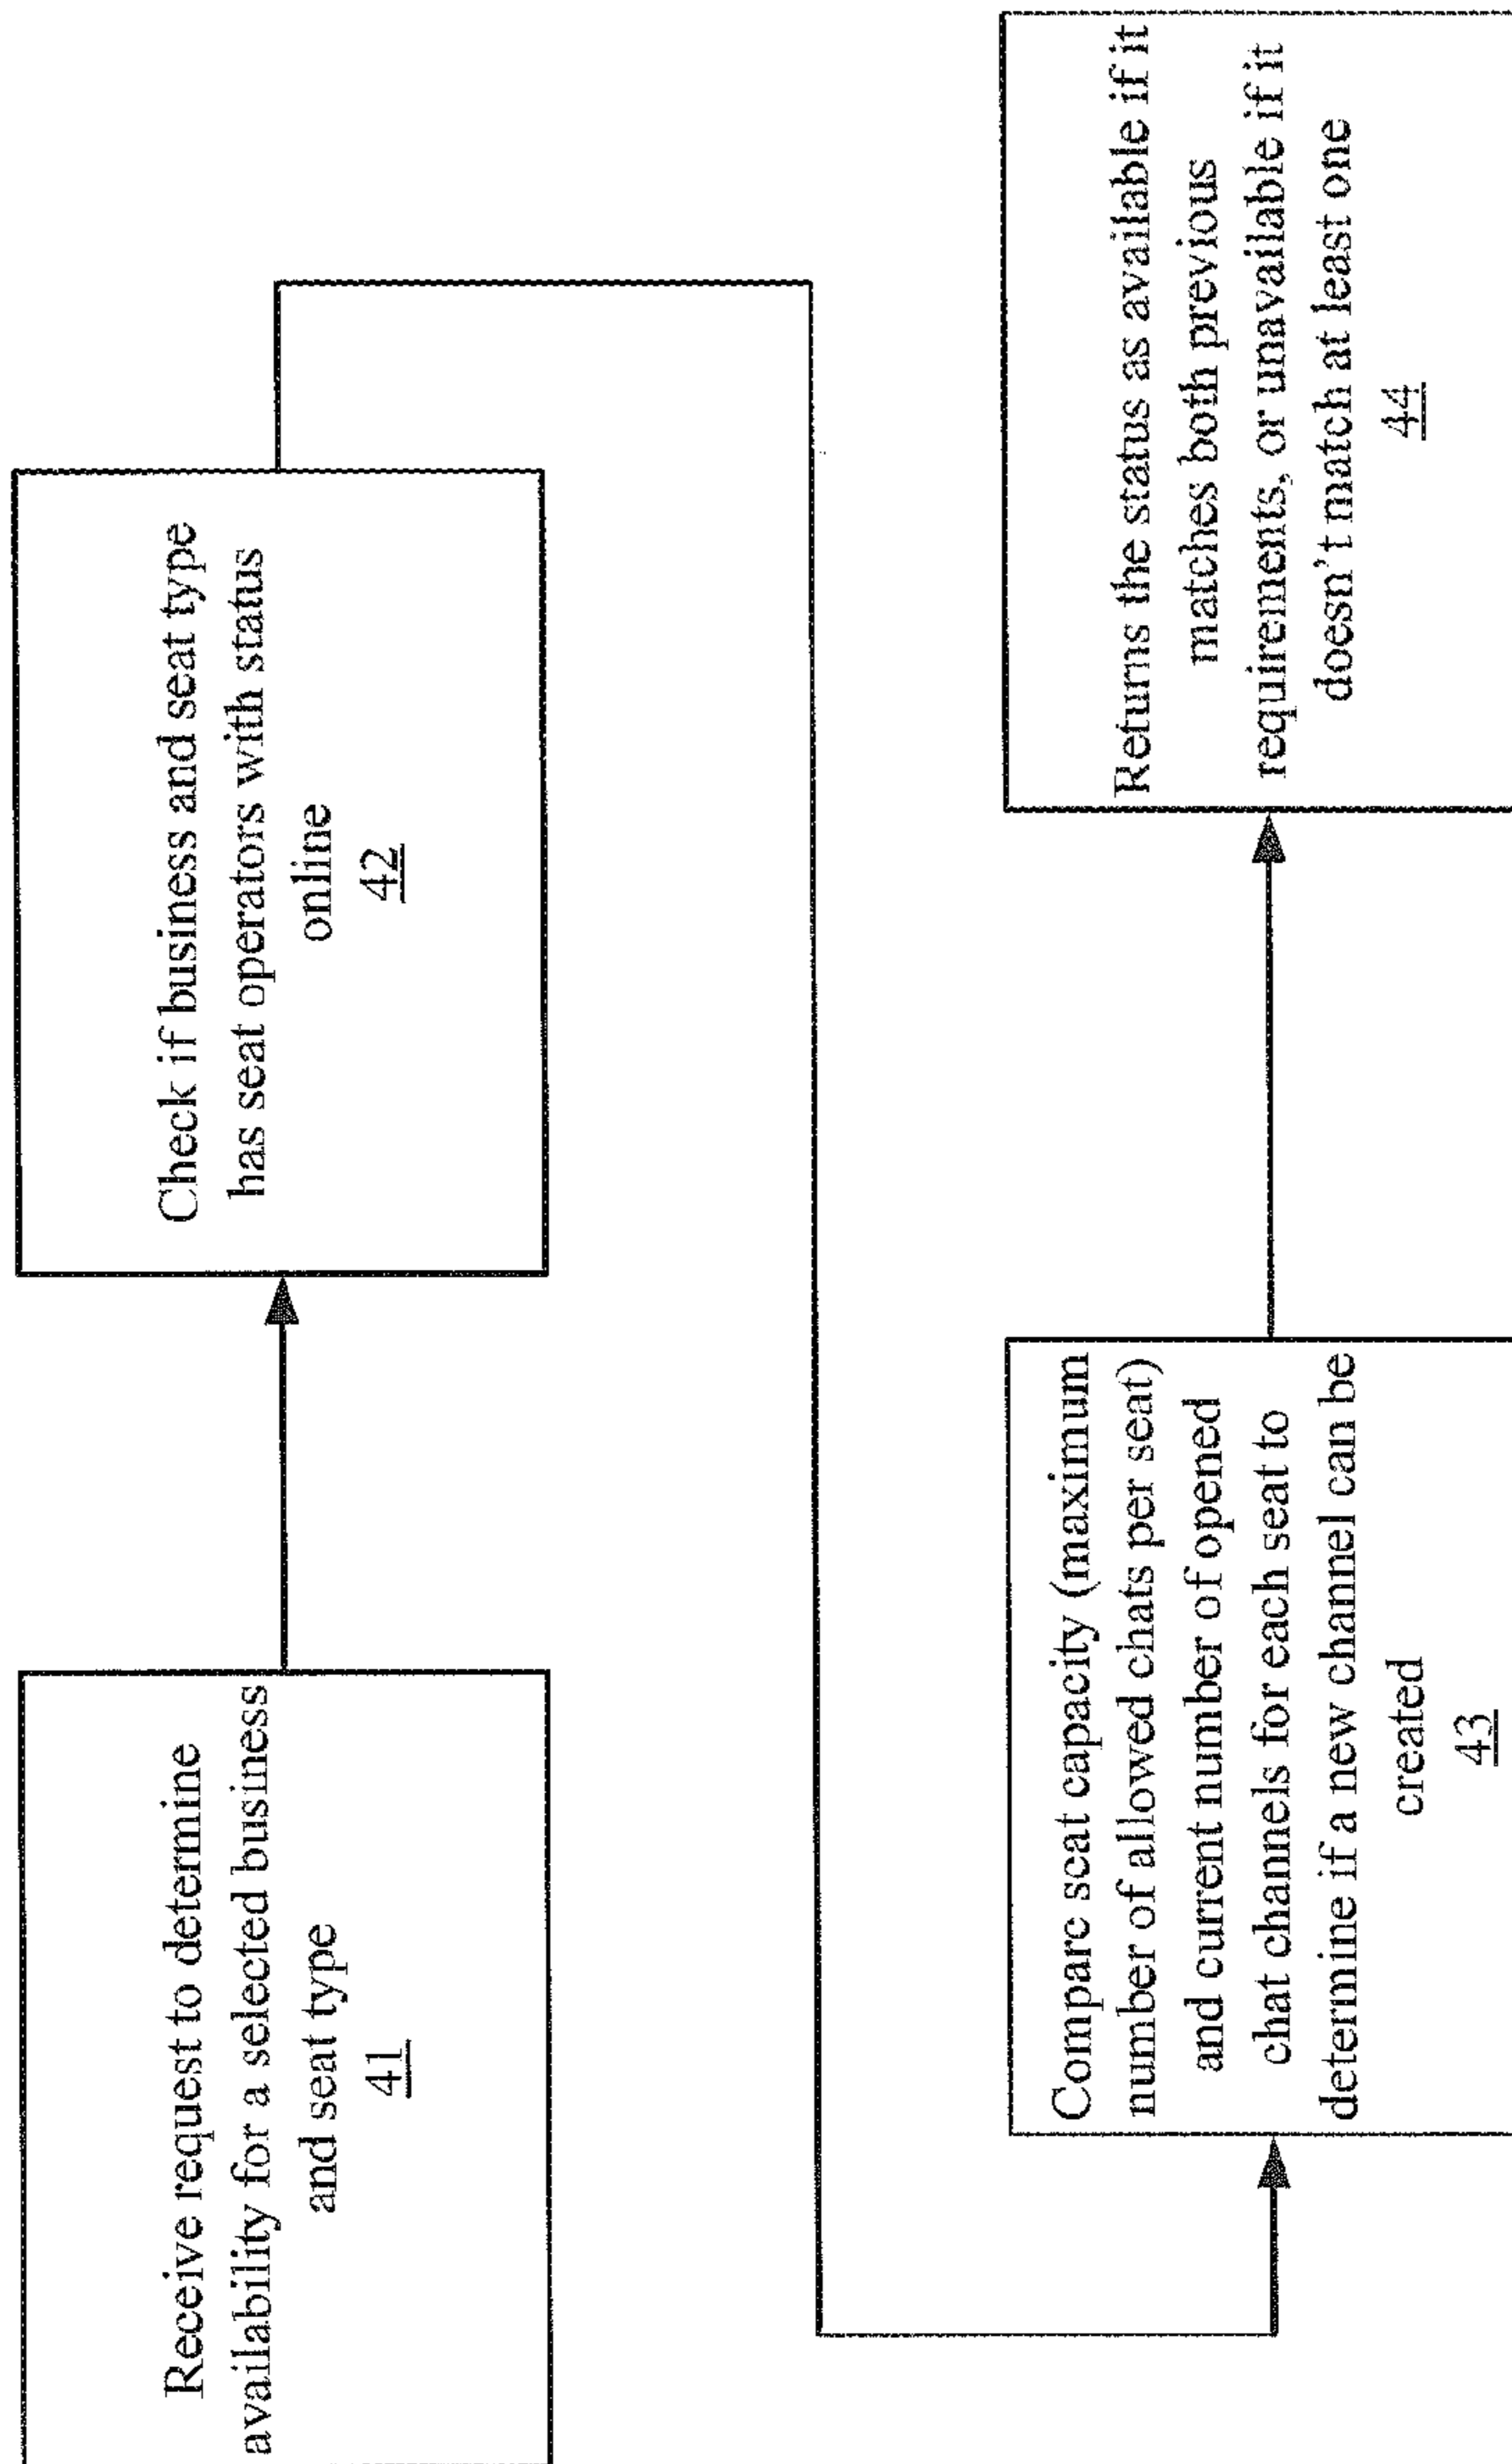 Receive request to determine
availability for a selected business
and seat type
41
Check if business and seat type
has seat operators with status
online
42
Compare seat capacity (maximum
number of allowed chats per seat)
and current number of opened
chat channels for each seat to
determine if a new channel can be
created
43
Returns the status as available if it
matches both previous
requirements, or unavailable if it
doesn't match at least one
44